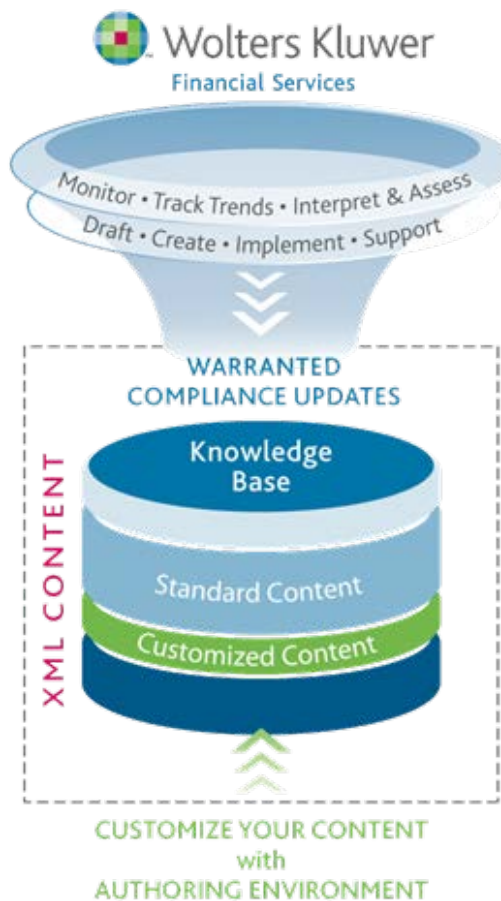 Wolters Kluwer
Financial Services
Monitor • Track Trends • Interpret & Assess
Draft • Create • Implement • Support
WARRANTED
COMPLIANCE UPDATES
XML CONTENT
Knowledge
Base
Standard Content
Customized Content
CUSTOMIZE YOUR CONTENT
with
AUTHORING ENVIRONMENT